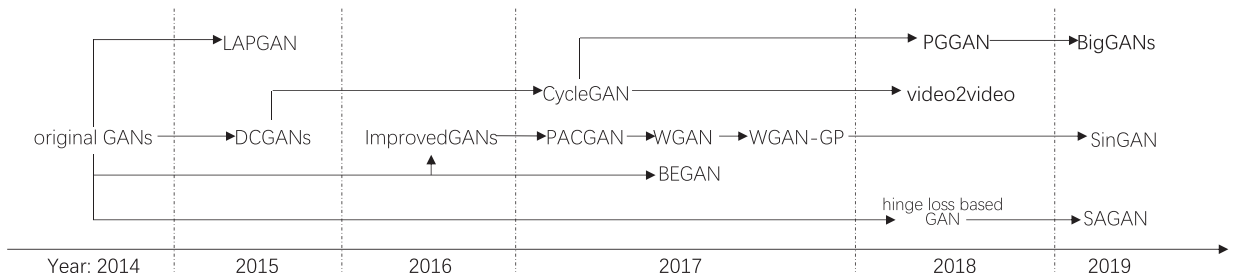 LAPGAN
PGGAN
BigGANs
CycleGAN
video2video
original GANs
DCGANs
ImprovedGANs
PACGAN
WGAN
WGAN-GP
SinGAN
BEGAN
hinge loss based
GAN
SAGAN
Year: 2014
2015
2016
2017
2018
2019